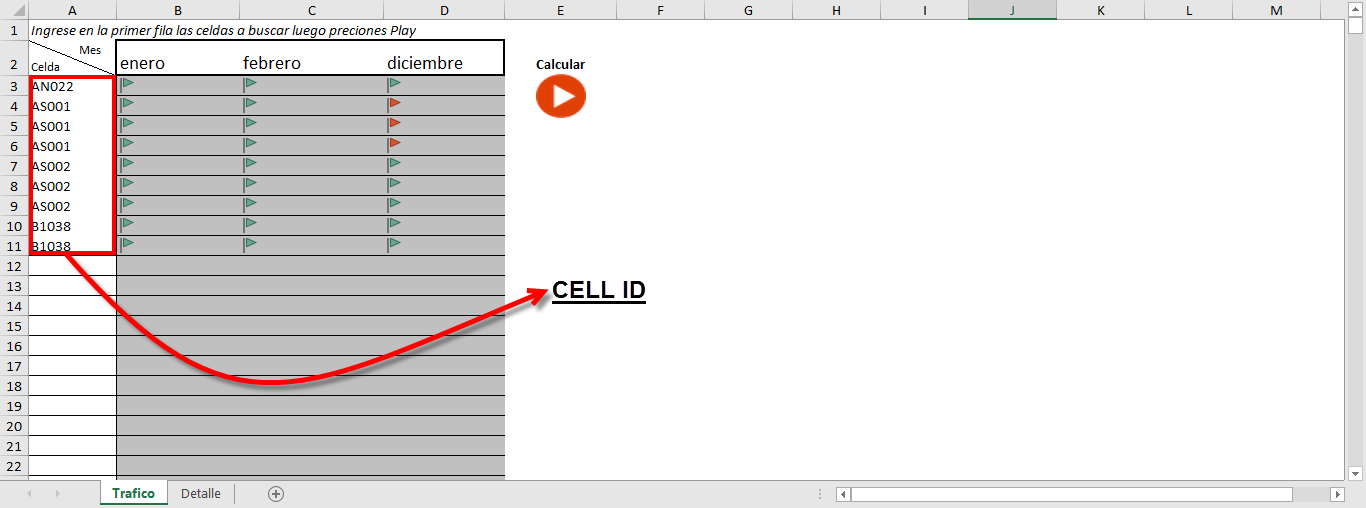 A B C D E F G H I J K L M
1 Ingrese en la primer fila las celdas a buscar luego preciones Play
Mes
2 Celda enero febrero diciembre Calcular
3 AN022
4 AS001
5 AS001
6 AS001
7 AS002
8 AS002
9 AS002
10 B1038
11 B1038
12
13 CELL ID
14
15
16
17
18
19
20
21
22
Trafico Detalle